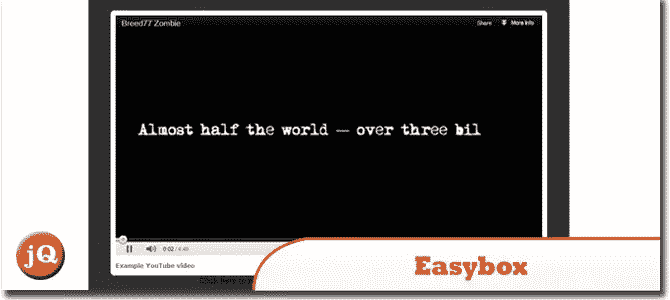 Breed77 Zombie
Share
More info
Almost half the world — over three bil
0:02 / 4:49
Example YouTube video
jQ
Easybox